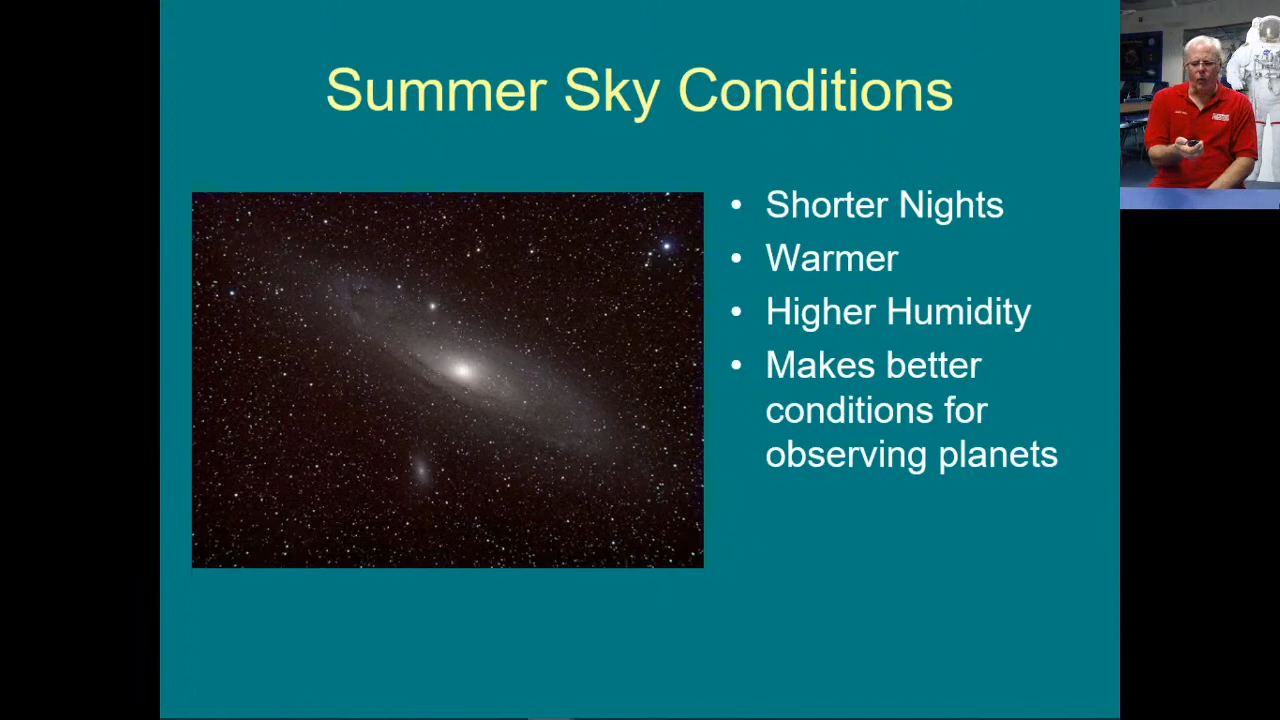 Summer Sky Conditions
• Shorter Nights
• Warmer
• Higher Humidity
• Makes better
conditions for
observing planets